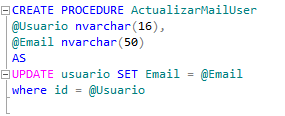 CREATE PROCEDURE ActualizarMailUser
@Usuario nvarchar(16),
@Email nvarchar(50)
AS
UPDATE usuario SET Email = @Email
where id = @Usuario